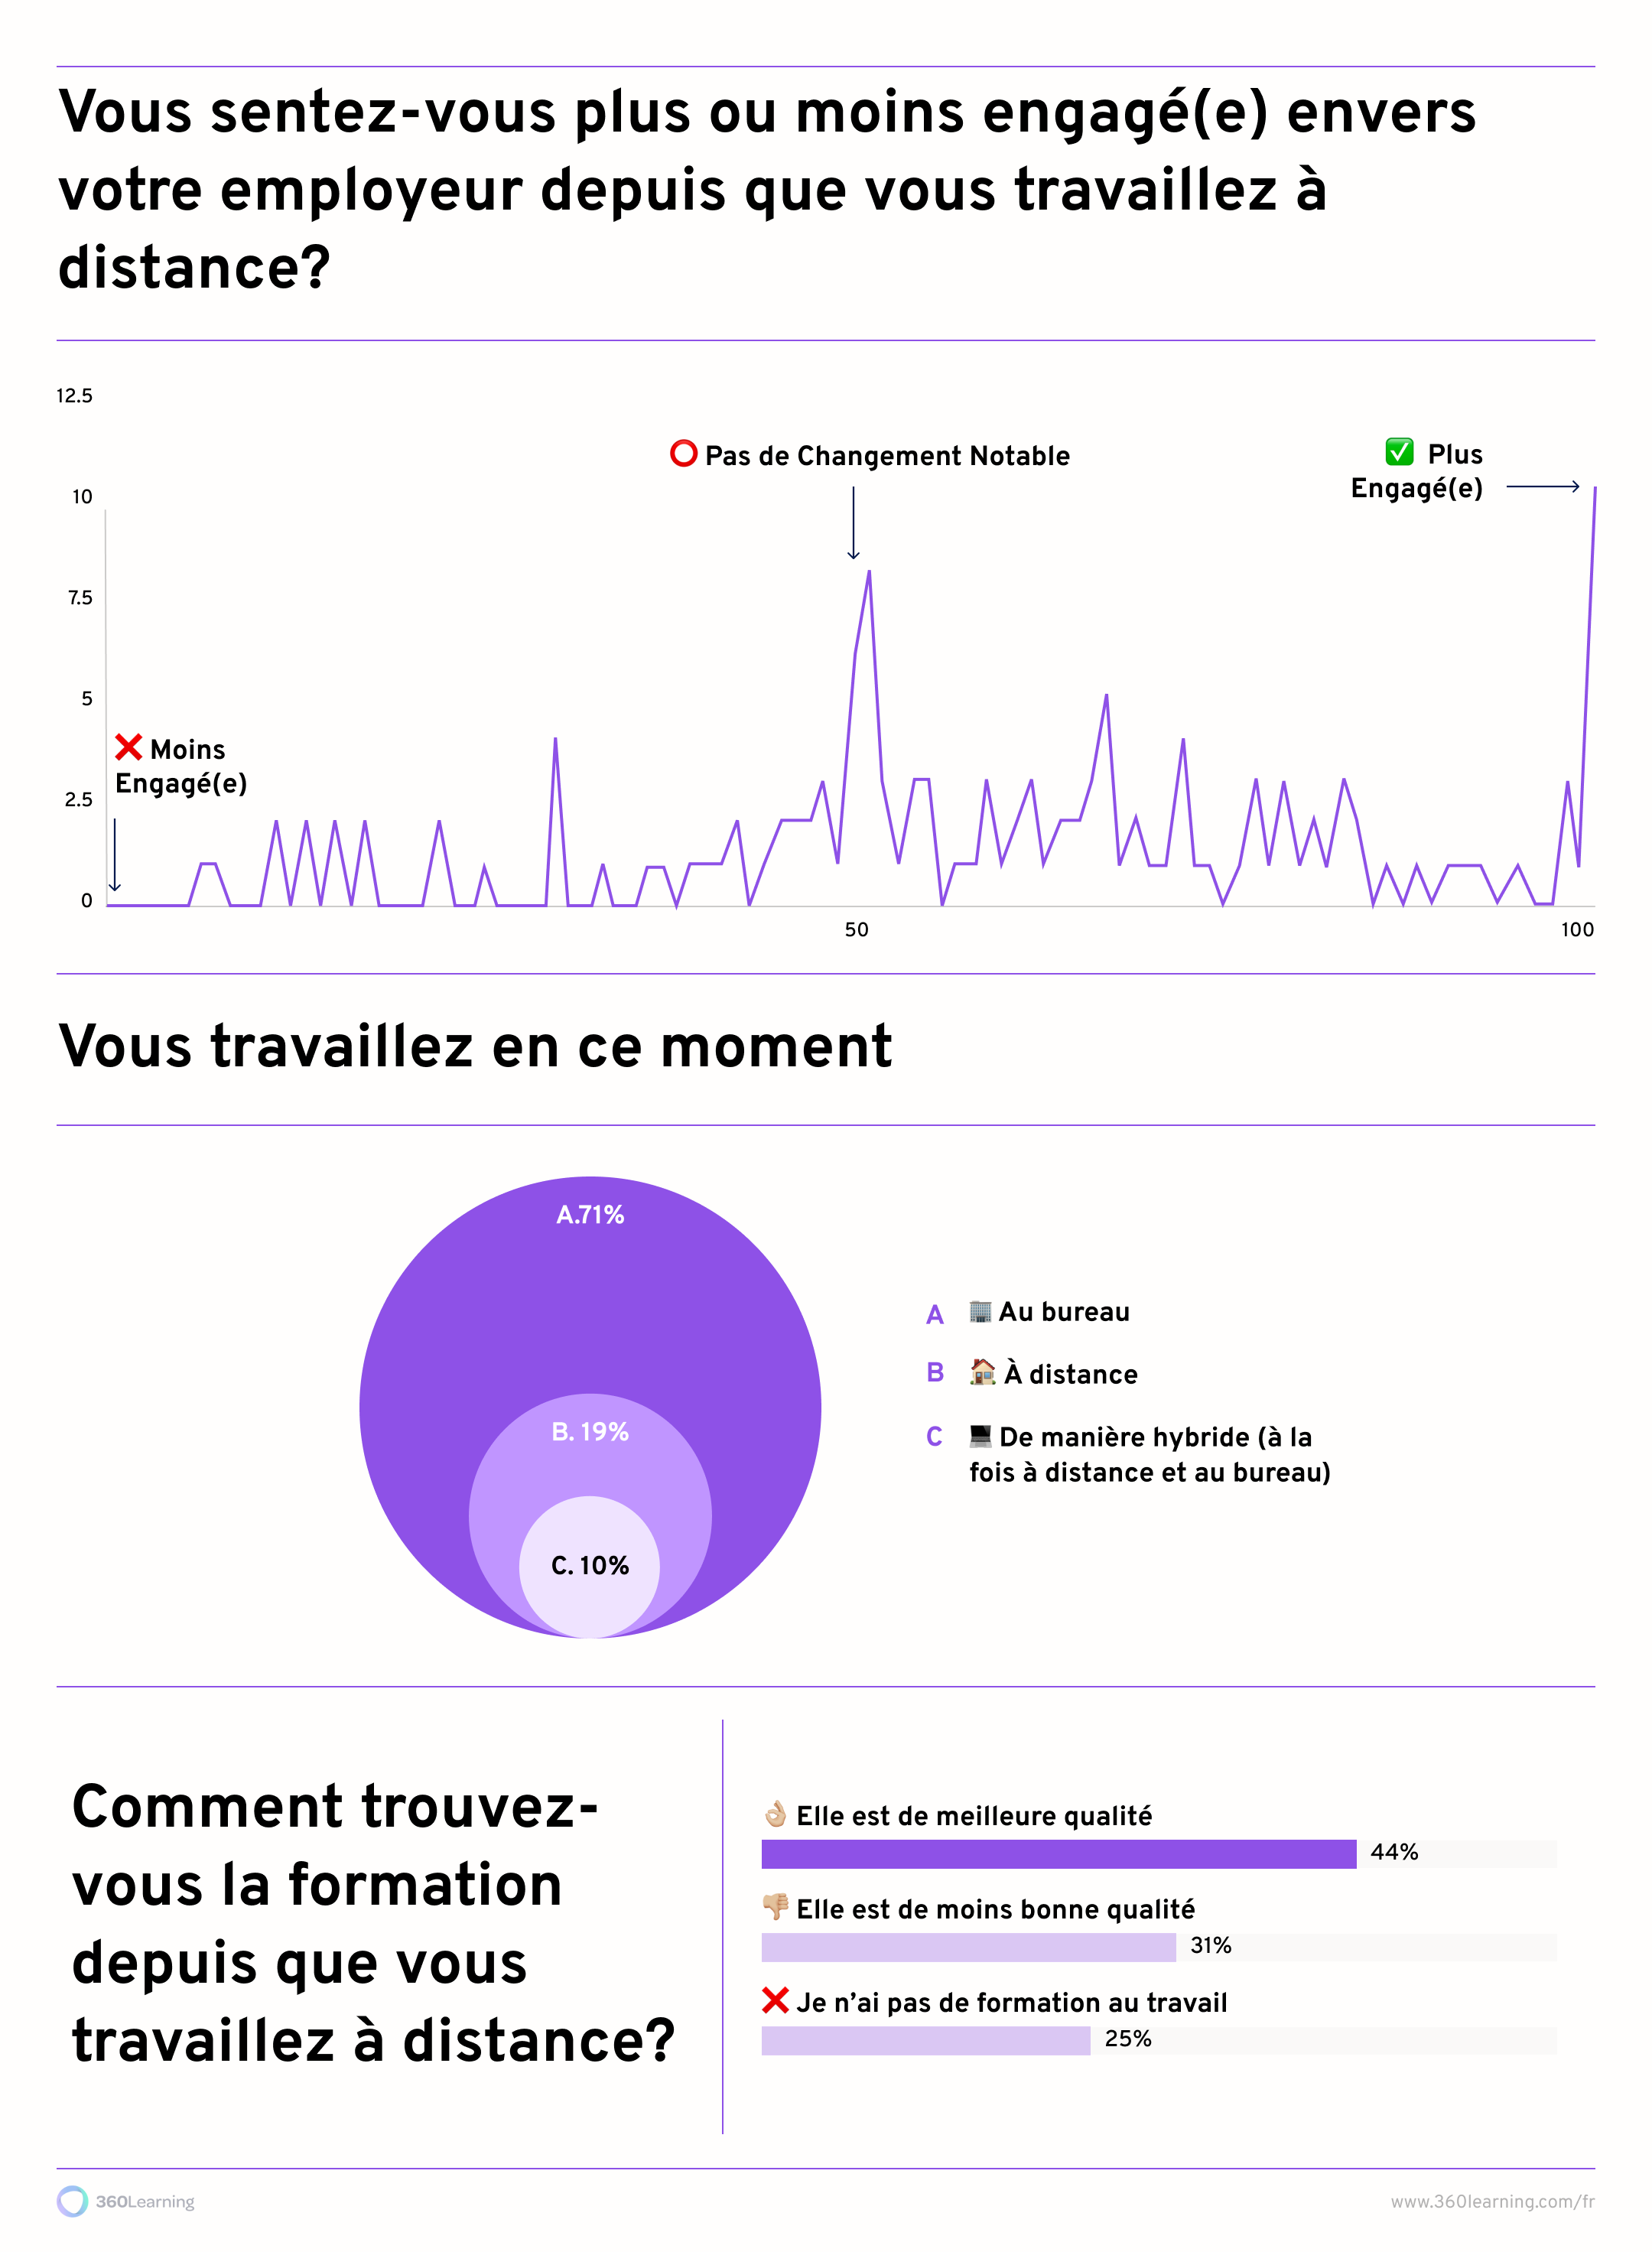 Vous sentez-vous plus ou moins engagé(e) envers
votre employeur depuis que vous travaillez à
distance?
12.5
10
7.5
5
2.5
0
⭕ Pas de Changement Notable
✅ Plus
Engagé(e)
❌ Moins
Engagé(e)
50
100
Vous travaillez en ce moment
A.71%
B. 19%
C. 10%
A 🏢 Au bureau
B 🏠 À distance
C 💻 De manière hybride (à la
fois à distance et au bureau)
Comment trouvez-
vous la formation
depuis que vous
travaillez à distance?
👌🏼 Elle est de meilleure qualité
44%
👎🏼 Elle est de moins bonne qualité
31%
❌ Je n’ai pas de formation au travail
25%
360Learning
www.360learning.com/fr